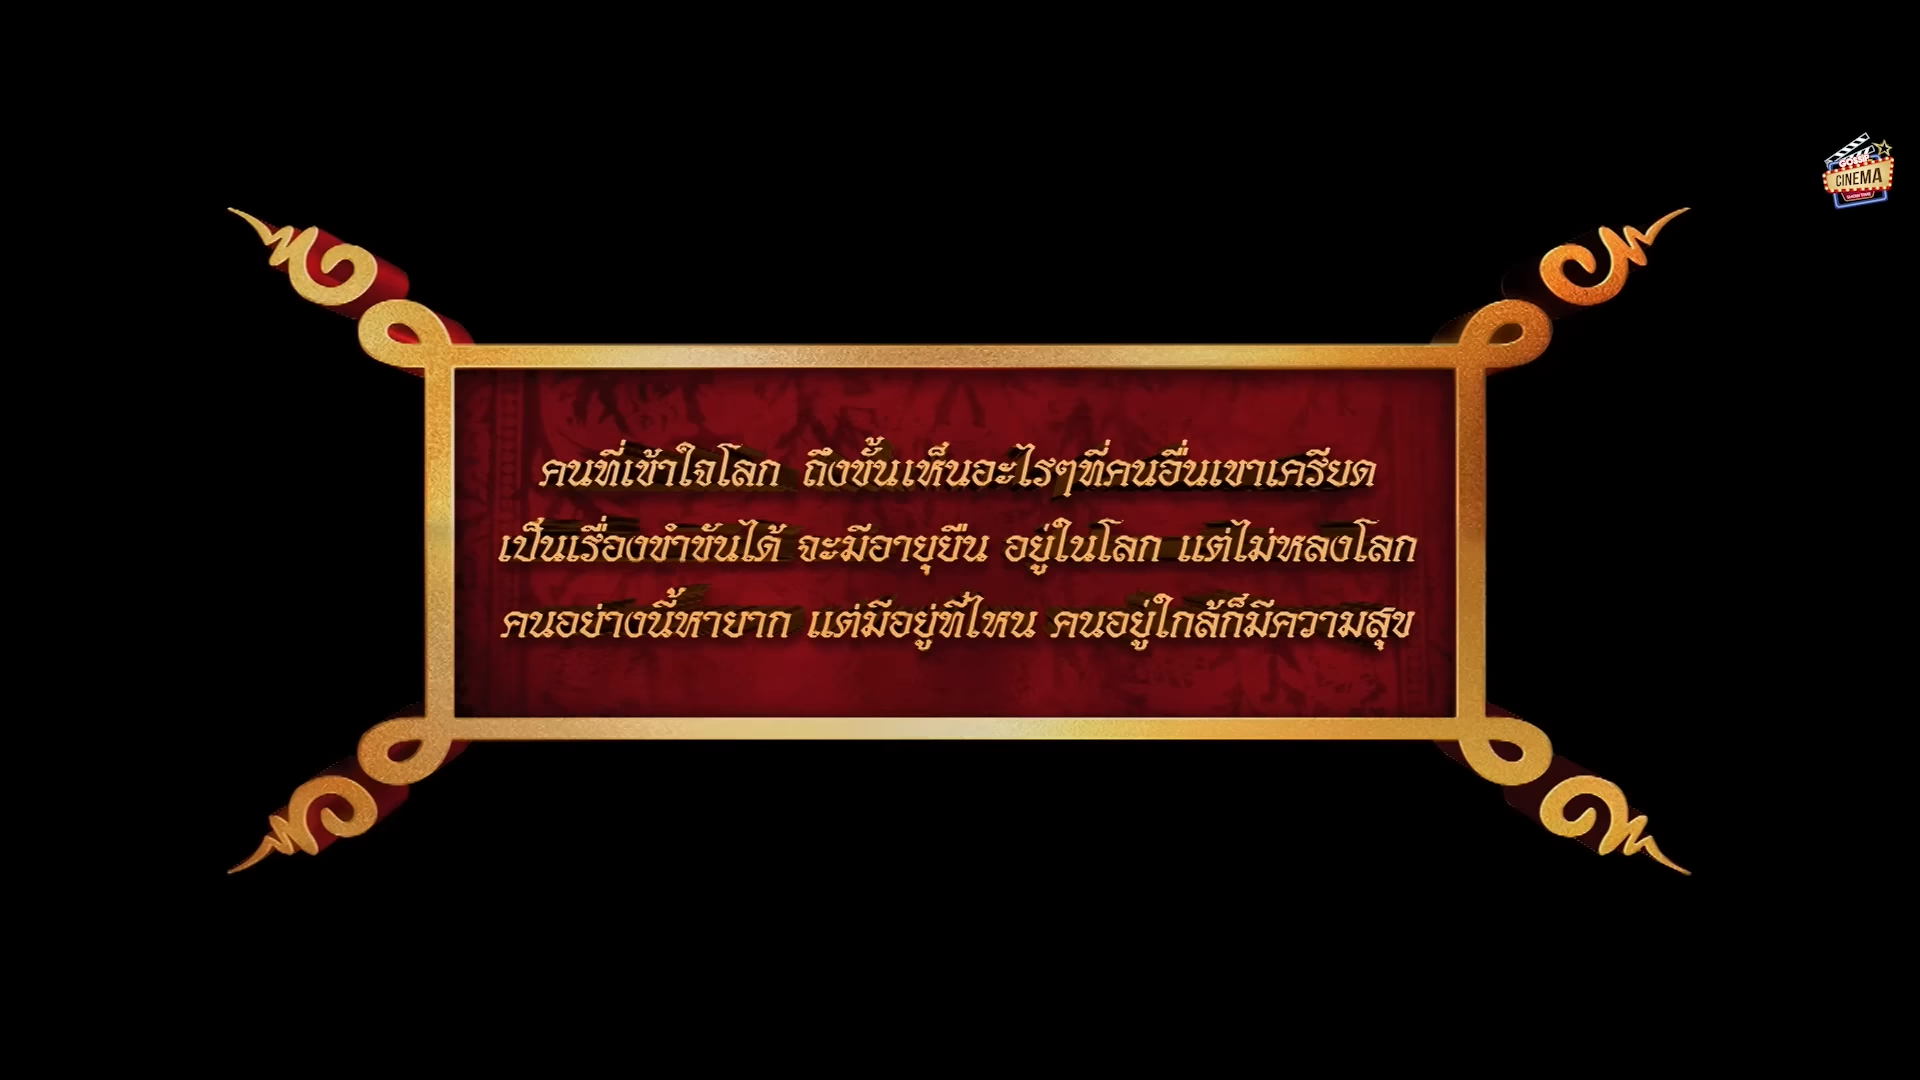 GOSSIP
CINEMA
SHOWTIME
คนที่เข้าใจโลก ถึงขั้นเห็นอะไรๆที่คนอื่นเขาเครียด
เป็นเรื่องขำขันได้ จะมีอายุยืน อยู่ในโลก แต่ไม่หลงโลก
คนอย่างนี้หายาก แต่มีอยู่ที่ไหน คนอยู่ใกล้ก็มีความสุข